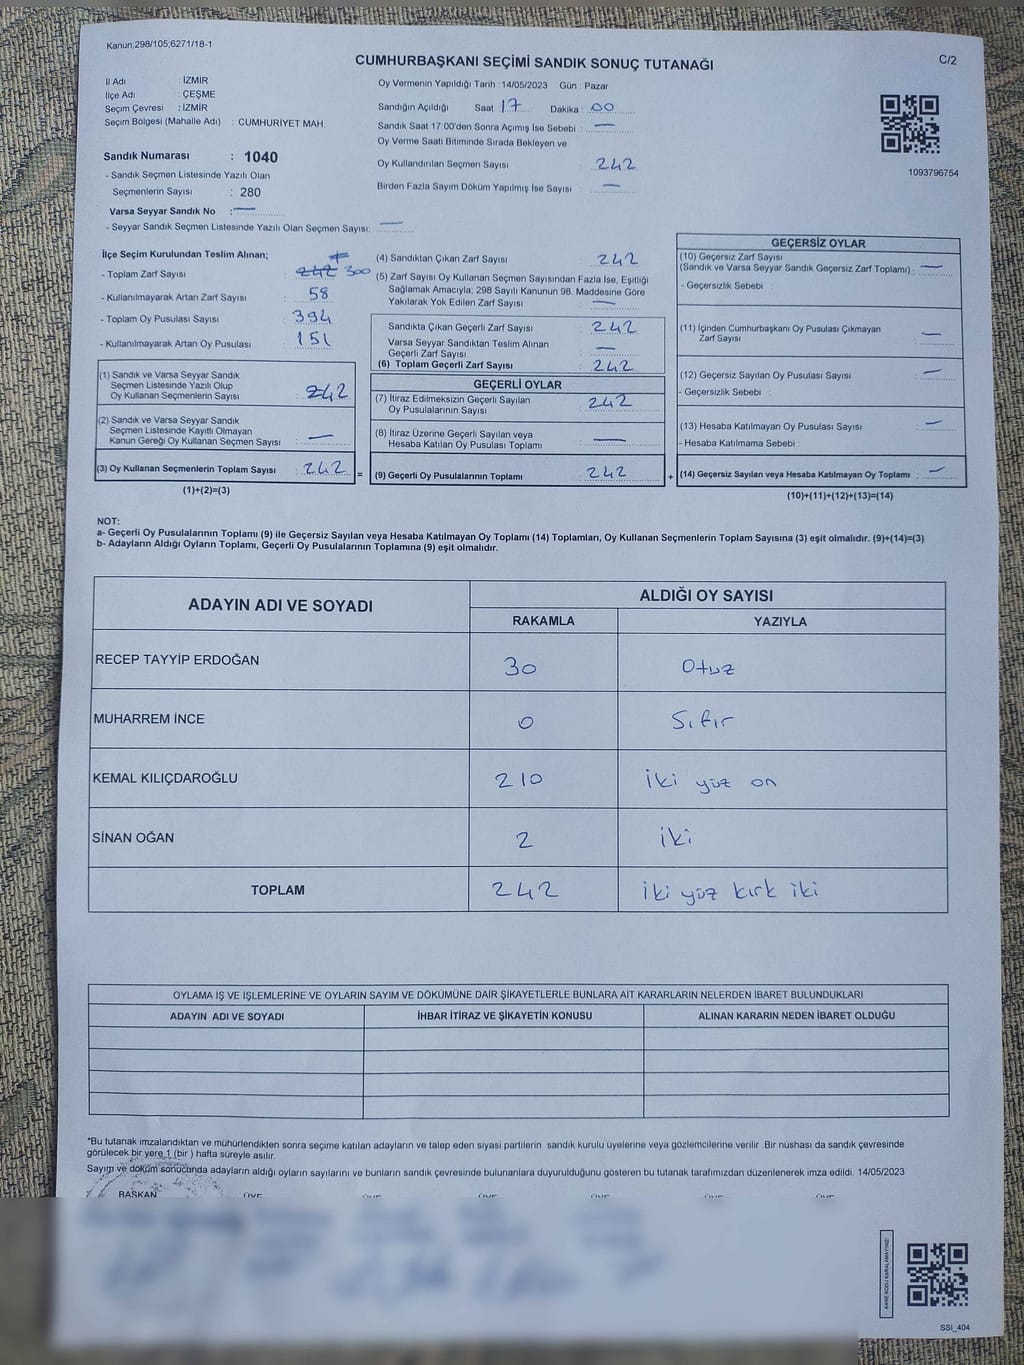 Kanun;298/105;6271/18-1
CUMHURBAŞKANI SEÇİMİ SANDIK SONUÇ TUTANAĞI
C/2
İl Adı : İZMİR
İlçe Adı : ÇEŞME
Seçim Çevresi : İZMİR
Seçim Bölgesi (Mahalle Adı) : CUMHURİYET MAH.
Sandık Numarası : 1040
- Sandık Seçmen Listesinde Yazılı Olan
Seçmenlerin Sayısı : 280
Varsa Seyyar Sandık No : —
- Seyyar Sandık Seçmen Listesinde Yazılı Olan Seçmen Sayısı: —
Oy Vermenin Yapıldığı Tarih :14/05/2023 Gün : Pazar
Sandığın Açıldığı Saat 17 Dakika : 00
Sandık Saat 17:00'den Sonra Açımış İse Sebebi : —
Oy Verme Saati Bitiminde Sırada Bekleyen ve
Oy Kullandırılan Seçmen Sayısı 242
Birden Fazla Sayım Döküm Yapılmış İse Sayısı : —
1093796754
İlçe Seçim Kurulundan Teslim Alınan;
- Toplam Zarf Sayısı : 242 300
- Kullanılmayarak Artan Zarf Sayısı : 58
- Toplam Oy Pusulası Sayısı : 394
- Kullanılmayarak Artan Oy Pusulası : 151
(1) Sandık ve Varsa Seyyar Sandık
Seçmen Listesinde Yazılı Olup
Oy Kullanan Seçmenlerin Sayısı : 242
(2) Sandık ve Varsa Seyyar Sandık
Seçmen Listesinde Kayıtlı Olmayan
Kanun Gereği Oy Kullanan Seçmen Sayısı : —
(3) Oy Kullanan Seçmenlerin Toplam Sayısı : 242 =
(1)+(2)=(3)
(4) Sandıktan Çıkan Zarf Sayısı : 242
(5) Zarf Sayısı Oy Kullanan Seçmen Sayısından Fazla İse, Eşitliği
Sağlamak Amacıyla; 298 Sayılı Kanunun 98. Maddesine Göre
Yakılarak Yok Edilen Zarf Sayısı : —
Sandıkta Çıkan Geçerli Zarf Sayısı : 242
Varsa Seyyar Sandıktan Teslim Alınan
Geçerli Zarf Sayısı : —
(6) Toplam Geçerli Zarf Sayısı : 242
GEÇERLİ OYLAR
(7) İtiraz Edilmeksizin Geçerli Sayılan
Oy Pusulalarının Sayısı : 242
(8) İtiraz Üzerine Geçerli Sayılan veya
Hesaba Katılan Oy Pusulası Toplamı : —
(9) Geçerli Oy Pusulalarının Toplamı : 242 +
GEÇERSİZ OYLAR
(10) Geçersiz Zarf Sayısı
(Sandık ve Varsa Seyyar Sandık Geçersiz Zarf Toplamı) : —
- Geçersizlik Sebebi :
(11) İçinden Cumhurbaşkanı Oy Pusulası Çıkmayan
Zarf Sayısı : —
(12) Geçersiz Sayılan Oy Pusulası Sayısı : —
- Geçersizlik Sebebi :
(13) Hesaba Katılmayan Oy Pusulası Sayısı : —
- Hesaba Katılmama Sebebi :
(14) Geçersiz Sayılan veya Hesaba Katılmayan Oy Toplamı : —
(10)+(11)+(12)+(13)=(14)
NOT:
a- Geçerli Oy Pusulalarının Toplamı (9) ile Geçersiz Sayılan veya Hesaba Katılmayan Oy Toplamı (14) Toplamları, Oy Kullanan Seçmenlerin Toplam Sayısına (3) eşit olmalıdır. (9)+(14)=(3)
b- Adayların Aldığı Oyların Toplamı, Geçerli Oy Pusulalarının Toplamına (9) eşit olmalıdır.
ADAYIN ADI VE SOYADI ALDIĞI OY SAYISI
RAKAMLA YAZIYLA
RECEP TAYYİP ERDOĞAN 30 Otuz
MUHARREM İNCE 0 Sıfır
KEMAL KILIÇDAROĞLU 210 İki yüz on
SİNAN OĞAN 2 İki
TOPLAM 242 İki yüz kırk iki
OYLAMA İŞ VE İŞLEMLERİNE VE OYLARIN SAYIM VE DÖKÜMÜNE DAİR ŞİKAYETLERLE BUNLARA AİT KARARLARIN NELERDEN İBARET BULUNDUKLARI
ADAYIN ADI VE SOYADI İHBAR İTİRAZ VE ŞİKAYETİN KONUSU ALINAN KARARIN NEDEN İBARET OLDUĞU
*Bu tutanak imzalandıktan ve mühürlendikten sonra seçime katılan adayların ve talep eden siyasi partilerin sandık kurulu üyelerine veya gözlemcilerine verilir .Bir nüshası da sandık çevresinde
görülecek bir yere 1 (bir ) hafta süreyle asılır.
Sayım ve döküm sonucunda adayların aldığı oyların sayılarını ve bunların sandık çevresinde bulunanlara duyurulduğunu gösteren bu tutanak tarafımızdan düzenlenerek imza edildi. 14/05/2023
BAŞKAN ÜYE ÜYE ÜYE ÜYE ÜYE ÜYE
KARE KODU KARALAMAYINIZ!
SSI_404